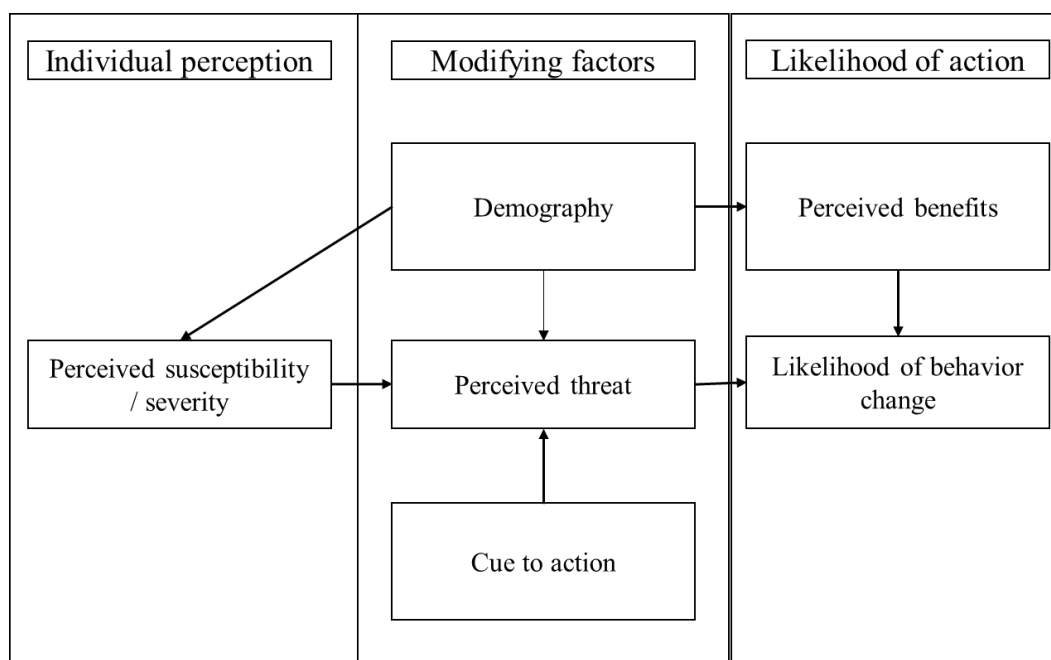 Individual perception
Modifying factors
Likelihood of action
Demography
Perceived benefits
Perceived susceptibility
/ severity
Perceived threat
Likelihood of behavior
change
Cue to action